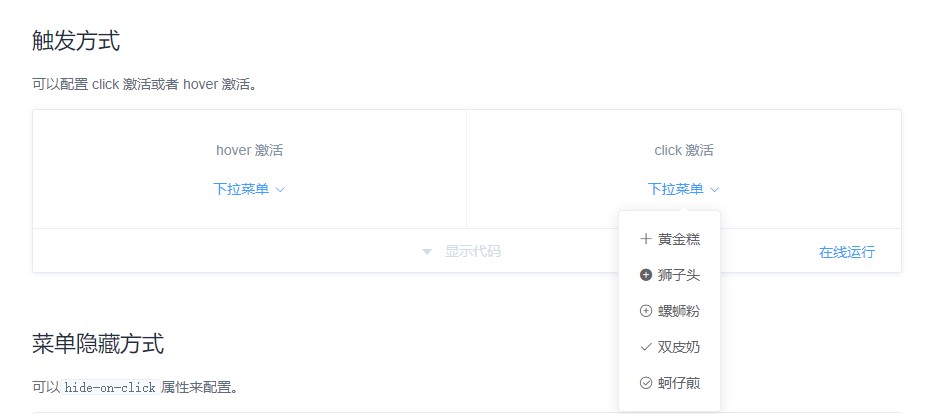 触发方式
可以配置 click 激活或者 hover 激活。
hover 激活
click 激活
下拉菜单
下拉菜单
黄金糕
显示代码
在线运行
狮子头
螺蛳粉
双皮奶
蚵仔煎
菜单隐藏方式
可以 hide-on-click 属性来配置。